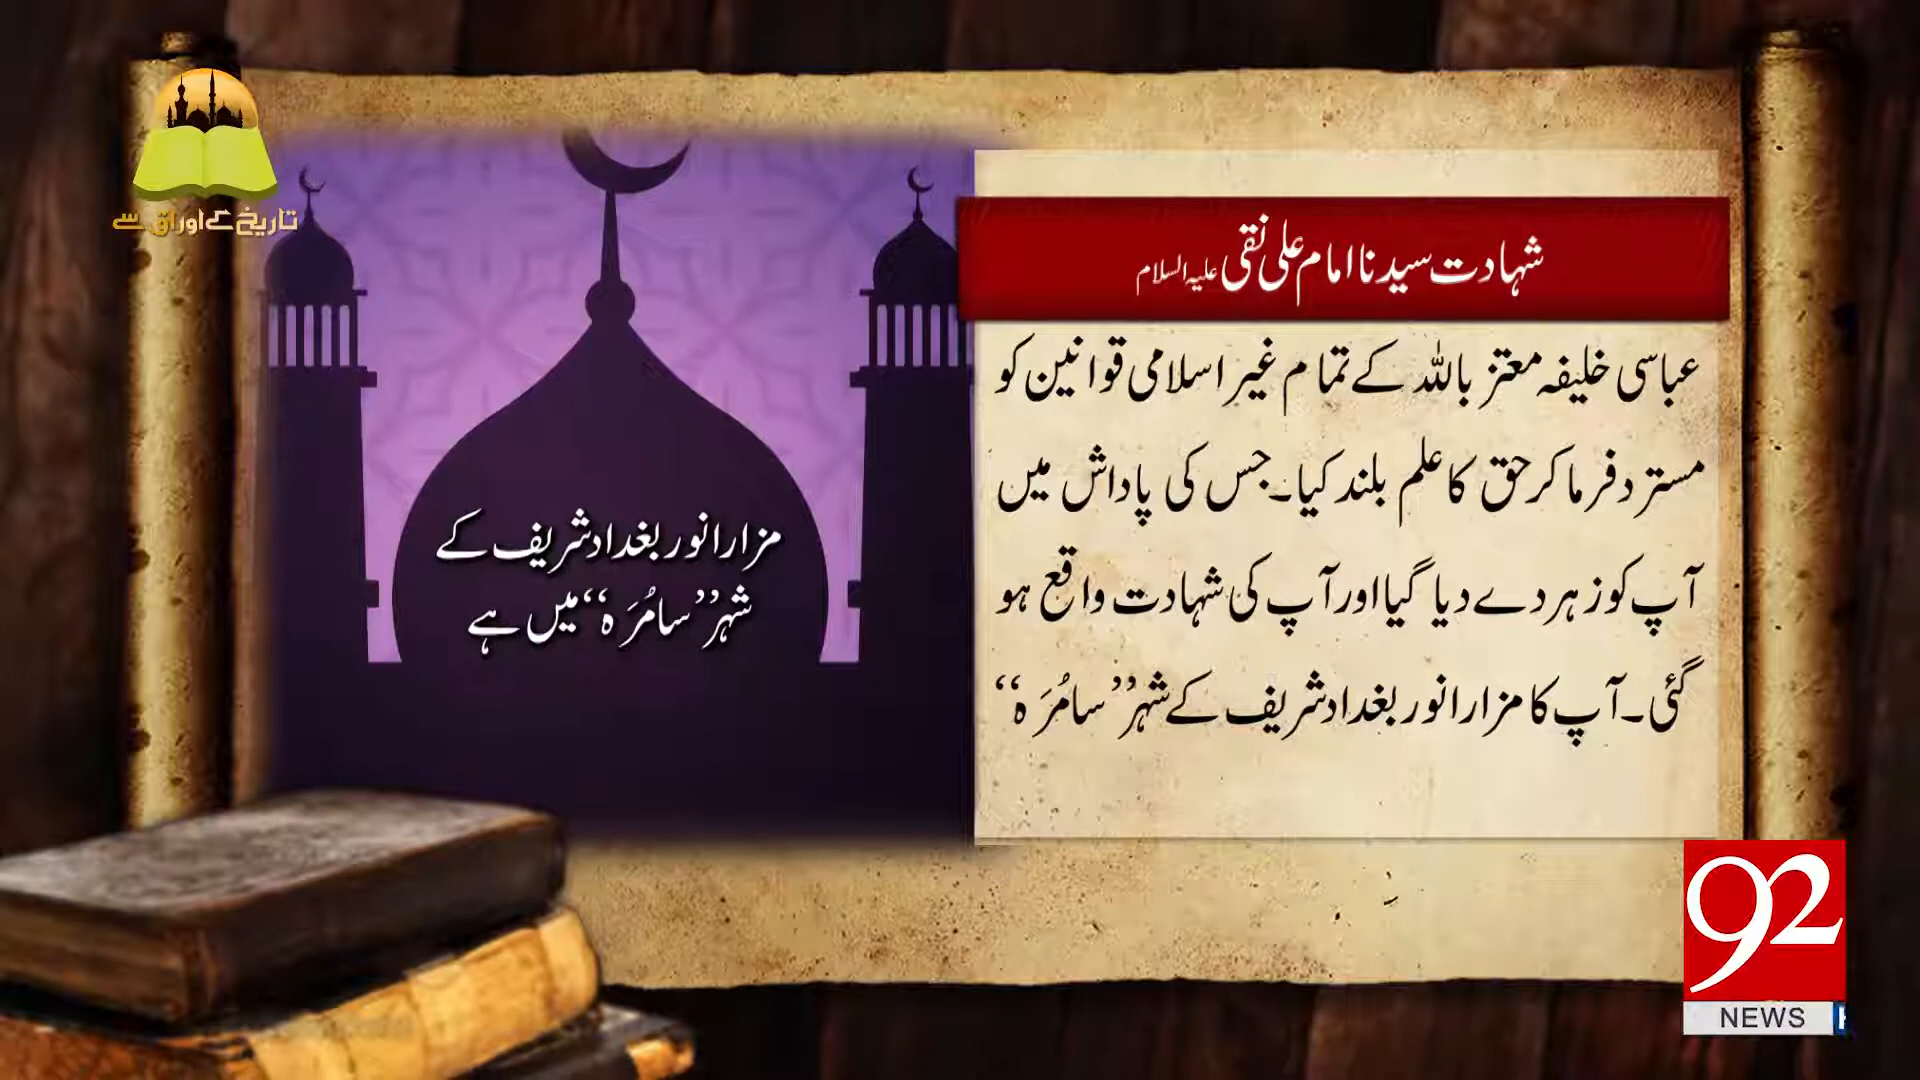 تاریخ کے اوراق سے
شہادت سیدنا امام علی نقی علیہ السلام
عباسی خلیفہ معتز باللہ کے تمام غیر اسلامی قوانین کو
مسترد فرما کر حق کا علم بلند کیا۔ جس کی پاداش میں
آپ کو زہر دے دیا گیا اور آپ کی شہادت واقع ہو
گئی۔ آپ کا مزار انور بغداد شریف کے شہر ’’سامُرَہ‘‘
مزار انور بغداد شریف کے
شہر ’’سامُرَہ‘‘ میں ہے
92
NEWS